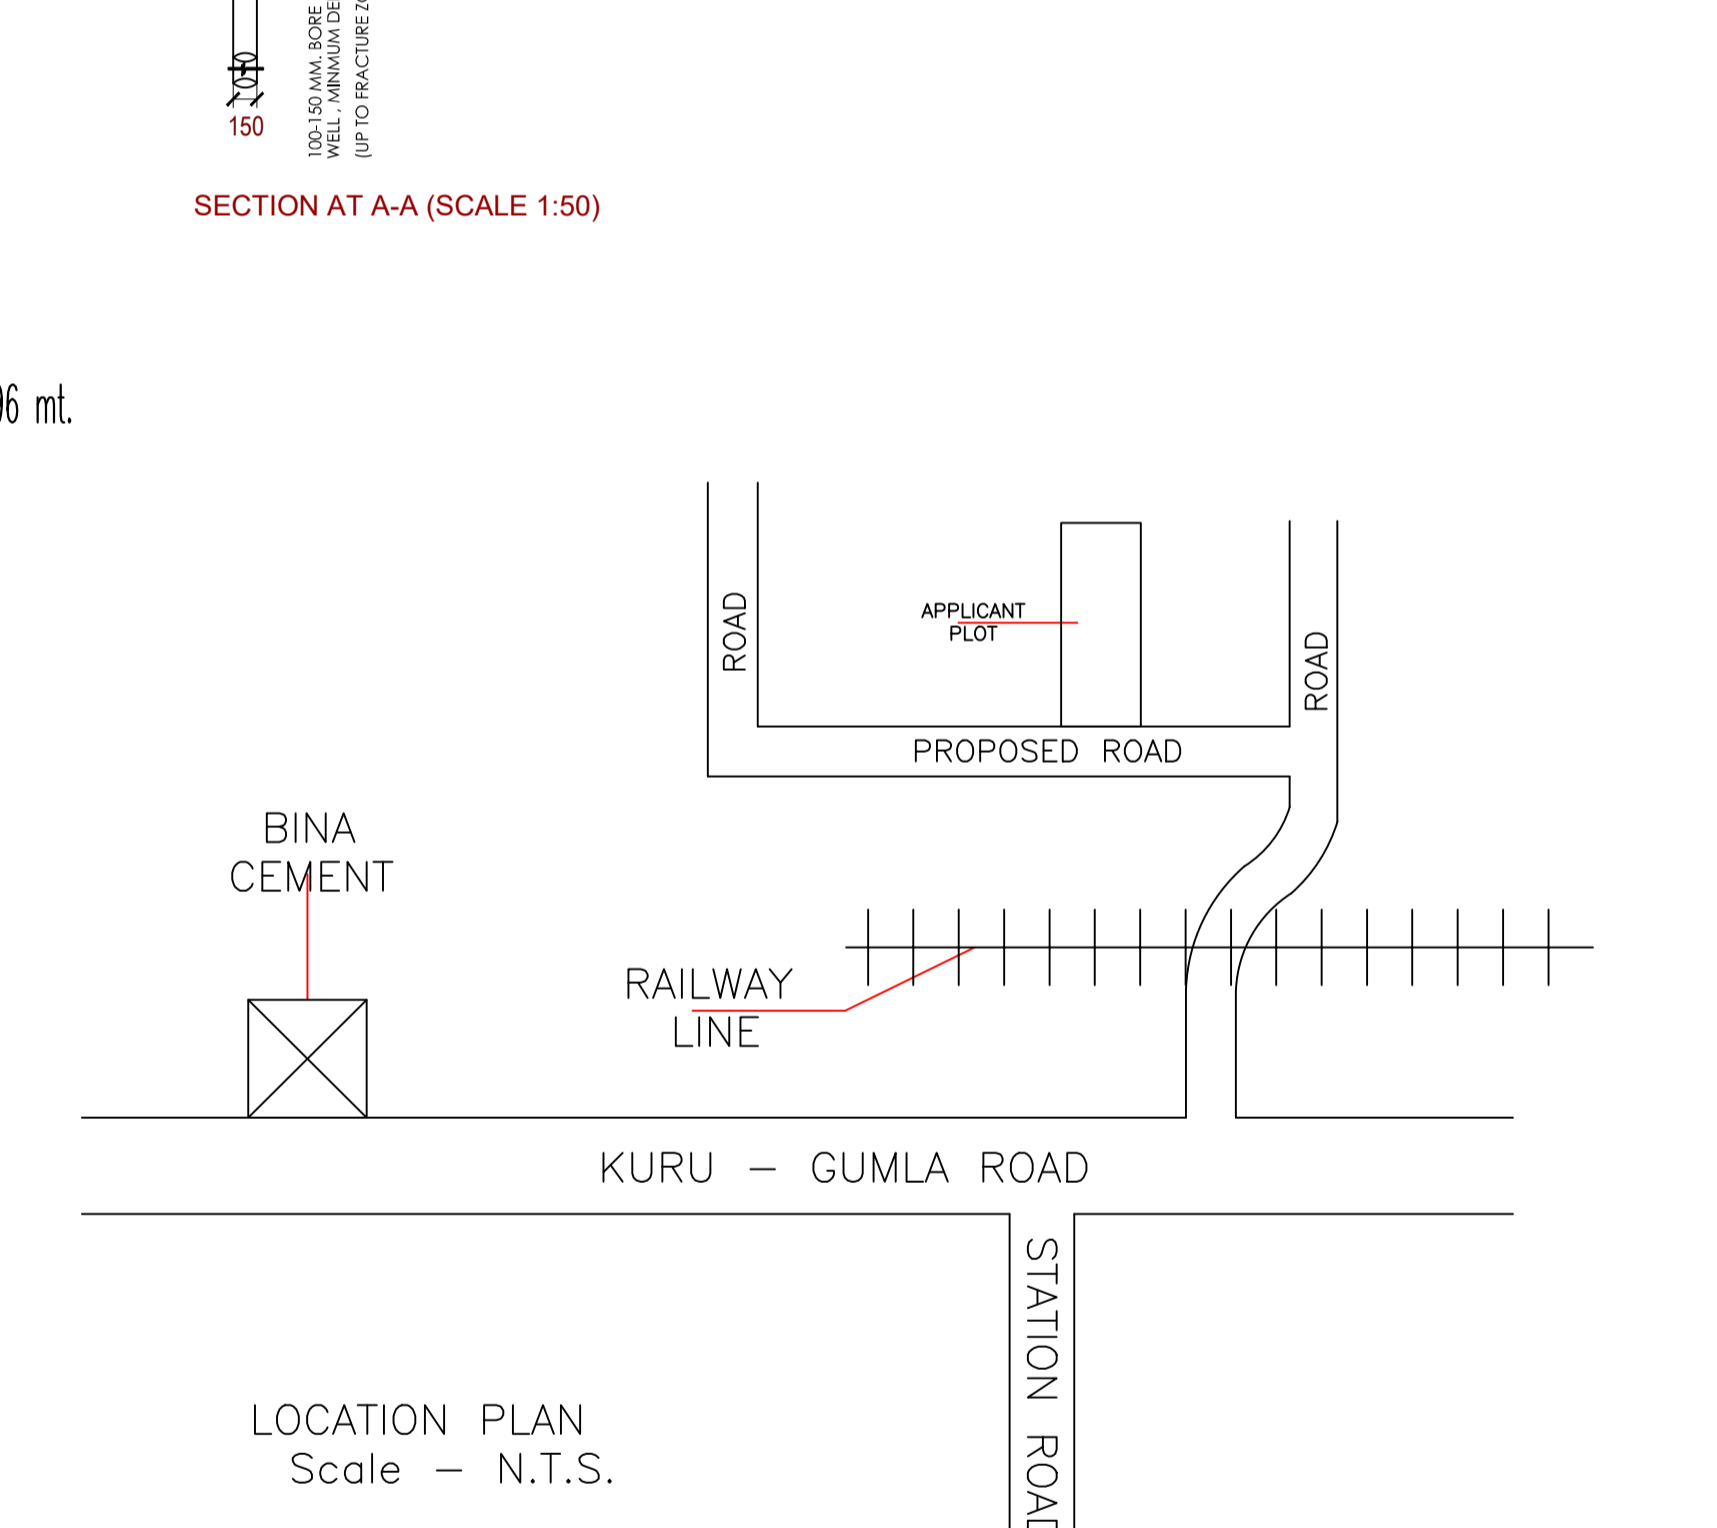 150
100-150 MM. BORE
WELL , MINMUM
(UP TO FRACTURE
SECTION AT A-A (SCALE 1:50)
mt.
ROAD
APPLICANT
PLOT
ROAD
PROPOSED ROAD
BINA
CEMENT
RAILWAY
LINE
KURU - GUMLA ROAD
STATION ROAD
LOCATION PLAN
Scale - N.T.S.